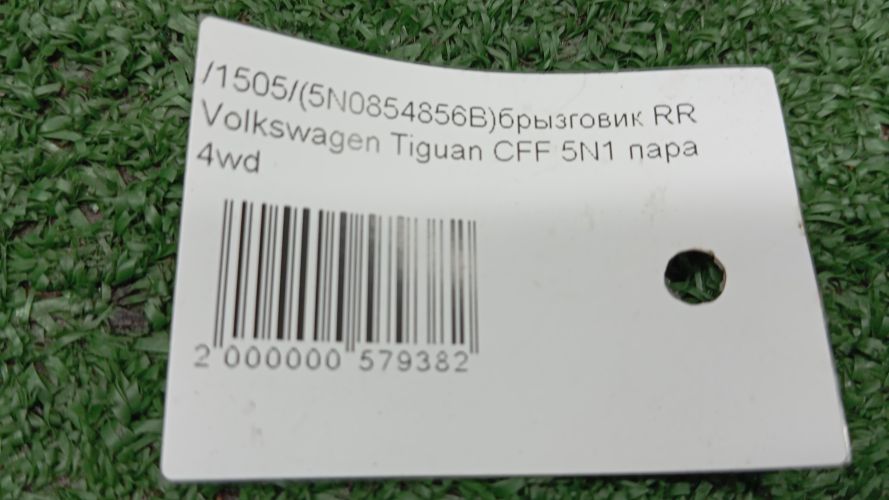 /1505/(5N0854856B)брызговик RR
Volkswagen Tiguan CFF 5N1 пара
4wd
2 000000 579382